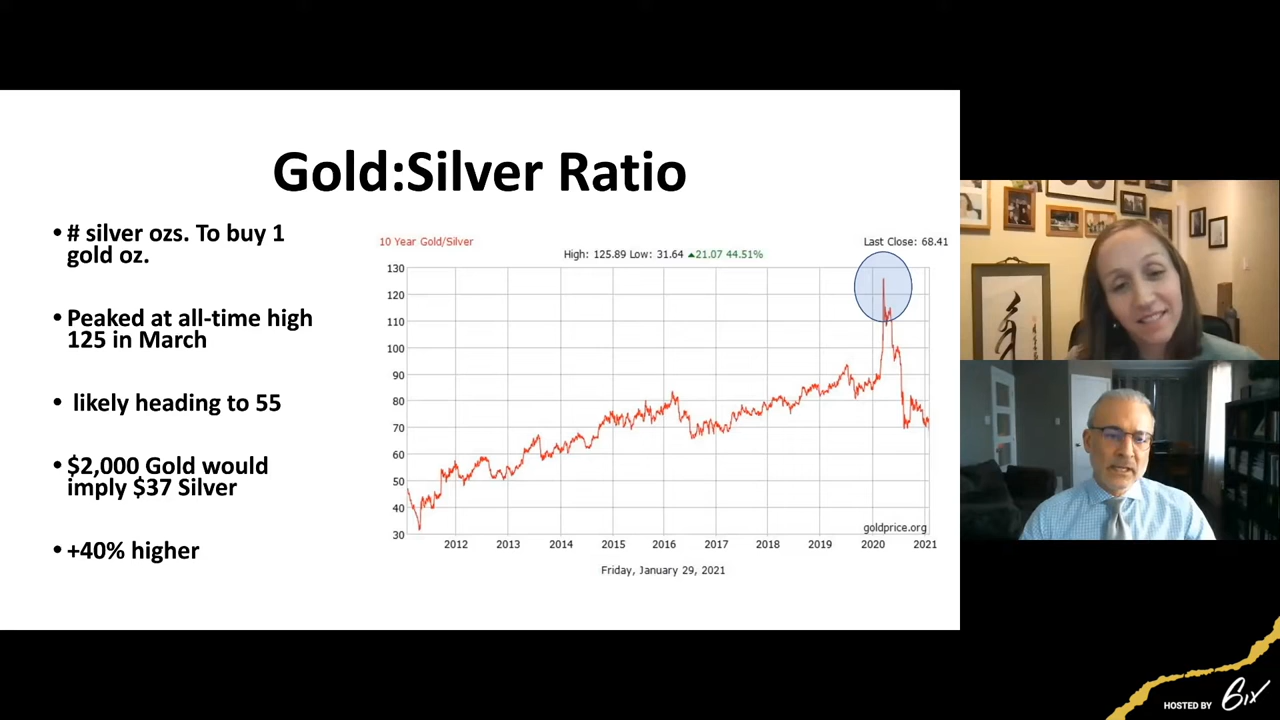 Gold:Silver Ratio
• # silver ozs. To buy 1
gold oz.
• Peaked at all-time high
125 in March
• likely heading to 55
• $2,000 Gold would
imply $37 Silver
• +40% higher
10 Year Gold/Silver
Last Close: 68.41
High: 125.89 Low: 31.64 ▲21.07 44.51%
130
120
110
100
90
80
70
60
50
40
30
goldprice.org
2012 2013 2014 2015 2016 2017 2018 2019 2020 2021
Friday, January 29, 2021
HOSTED BY 6ix